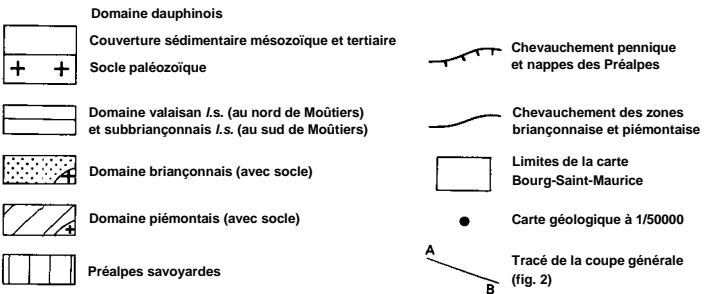 Domaine dauphinois
Couverture sédimentaire mésozoïque et tertiaire
Socle paléozoïque
Domaine valaisan l.s. (au nord de Moûtiers)
et subbriançonnais l.s. (au sud de Moûtiers)
Domaine briançonnais (avec socle)
Domaine piémontais (avec socle)
Préalpes savoyardes
Chevauchement pennique
et nappes des Préalpes
Chevauchement des zones
briançonnaise et piémontaise
Limites de la carte
Bourg-Saint-Maurice
Carte géologique à 1/50000
A
B
Tracé de la coupe générale
(fig. 2)